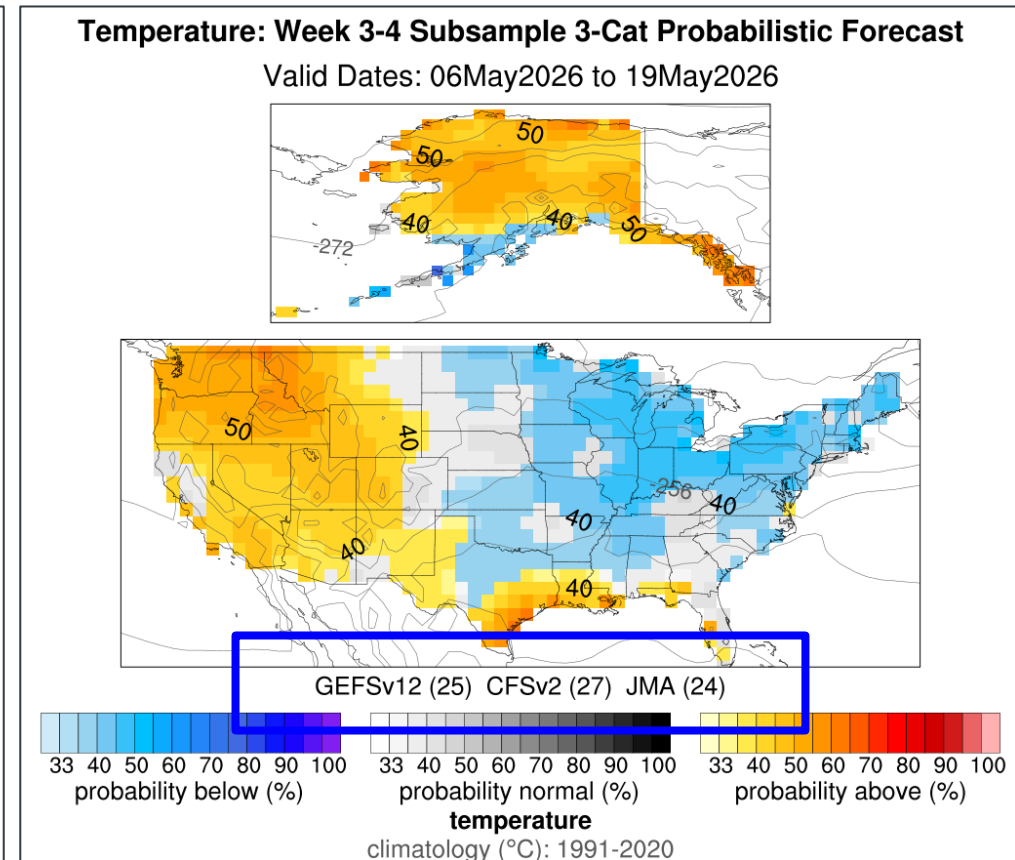 Temperature: Week 3-4 Subsample 3-Cat Probabilistic Forecast
Valid Dates: 06May2026 to 19May2026
50
50
40
40
50
-272
50
40
-256
40
40
40
40
GEFSv12 (25) CFSv2 (27) JMA (24)
33 40 50 60 70 80 90 100
33 40 50 60 70 80 90 100
33 40 50 60 70 80 90 100
probability below (%)
probability normal (%)
probability above (%)
temperature
climatology (°C): 1991-2020